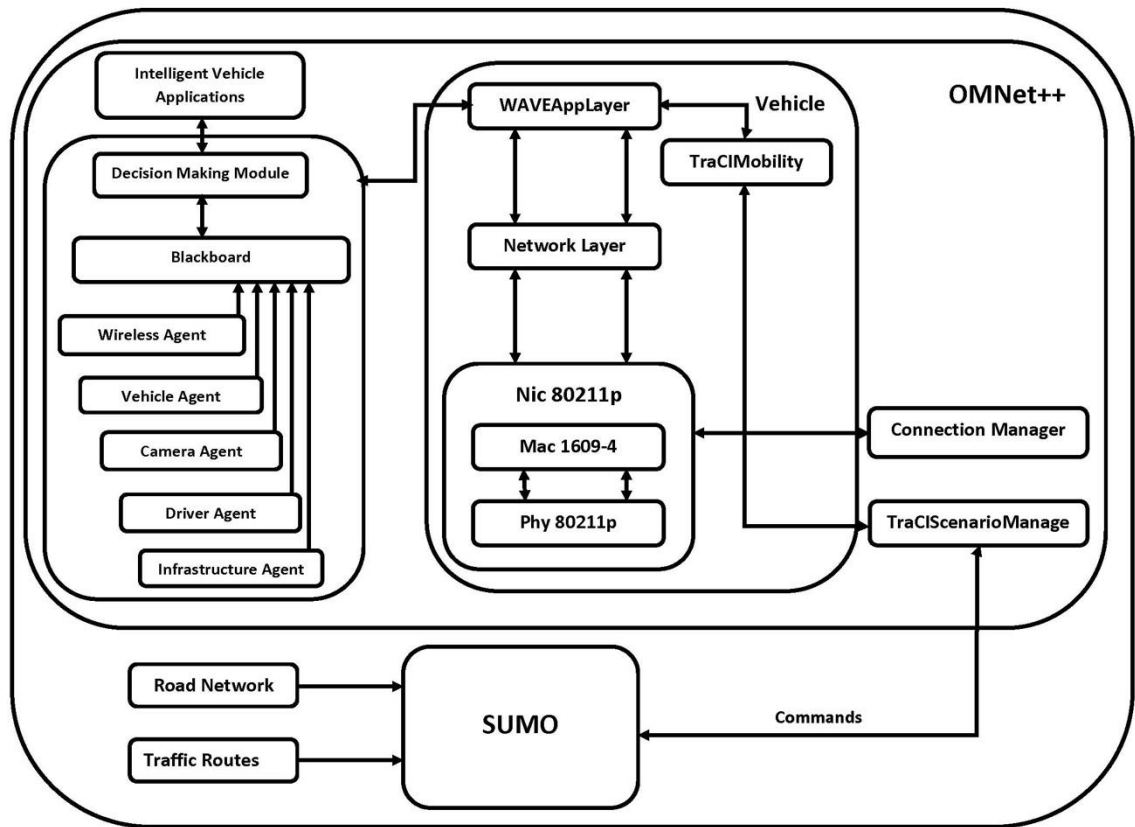 Intelligent Vehicle
Applications
Decision Making Module
Blackboard
Wireless Agent
Vehicle Agent
Camera Agent
Driver Agent
Infrastructure Agent
WAVEAppLayer
Vehicle
TraCIMobility
Network Layer
Nic 80211p
Mac 1609-4
Phy 80211p
OMNet++
Connection Manager
TraCIScenarioManage
Road Network
Traffic Routes
SUMO
Commands